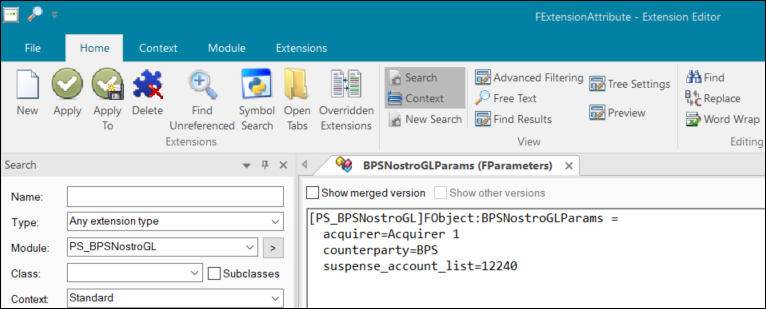 FExtensionAttribute - Extension Editor
File
Home
Context
Module
Extensions
New
Apply
Apply To
Delete
Find Unreferenced
Symbol Search
Open Tabs
Overridden Extensions
Extensions
Search
Context
New Search
Advanced Filtering
Free Text
Find Results
Tree Settings
Preview
View
Find
Replace
Word Wrap
Editing
Search
Name:
Type: Any extension type
Module: PS_BPSNostroGL >
Class: Subclasses
Context: Standard
BPSNostroGLParams (FParameters)
Show merged version Show other versions
[PS_BPSNostroGL]FObject:BPSNostroGLParams =
acquirer=Acquirer 1
counterparty=BPS
suspense_account_list=12240